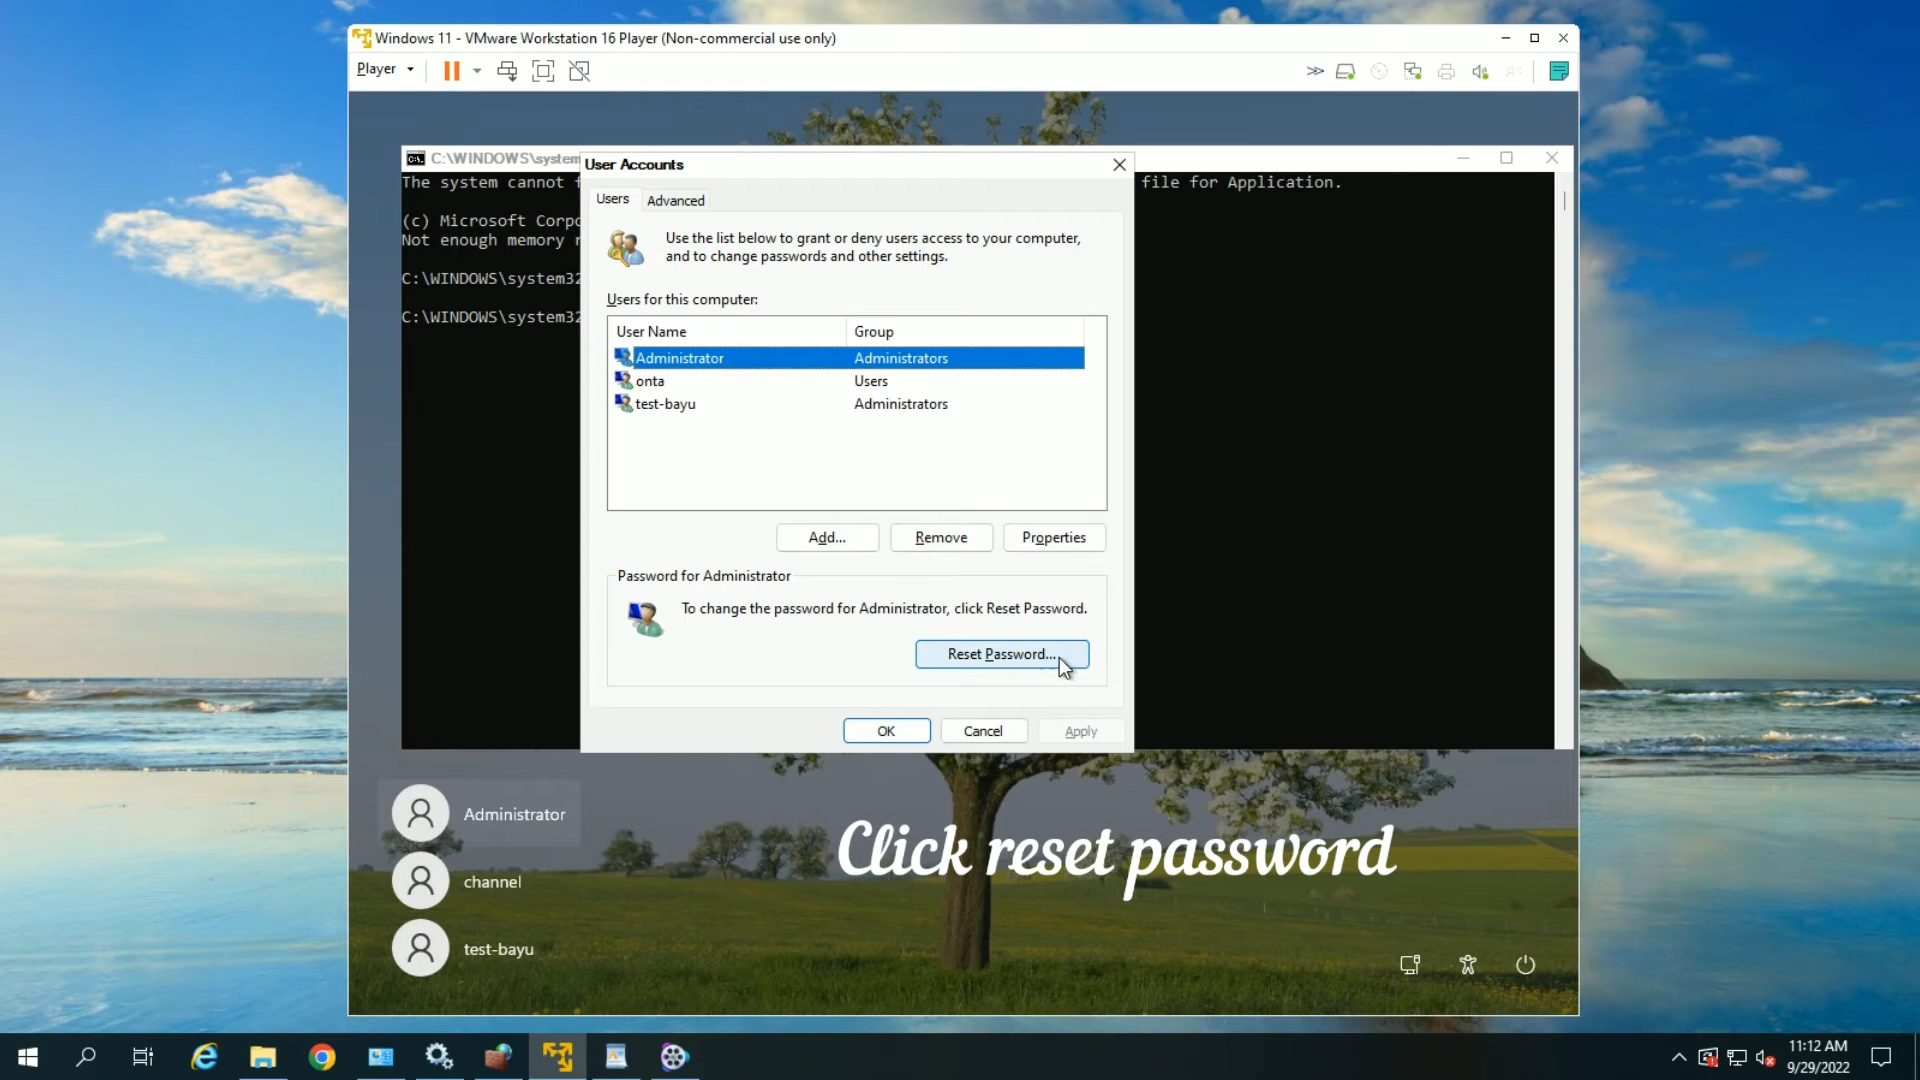 Windows 11 - VMware Workstation 16 Player (Non-commercial use only)
Player
C:\WINDOWS\system
The system cannot f
file for Application.
(c) Microsoft Corpo
Not enough memory r
C:\WINDOWS\system32
C:\WINDOWS\system32
User Accounts
Users
Advanced
Use the list below to grant or deny users access to your computer,
and to change passwords and other settings.
Users for this computer:
User Name
Group
Administrator
Administrators
onta
Users
test-bayu
Administrators
Add...
Remove
Properties
Password for Administrator
To change the password for Administrator, click Reset Password.
Reset Password...
OK
Cancel
Apply
Administrator
channel
test-bayu
Click reset password
11:12 AM
9/29/2022